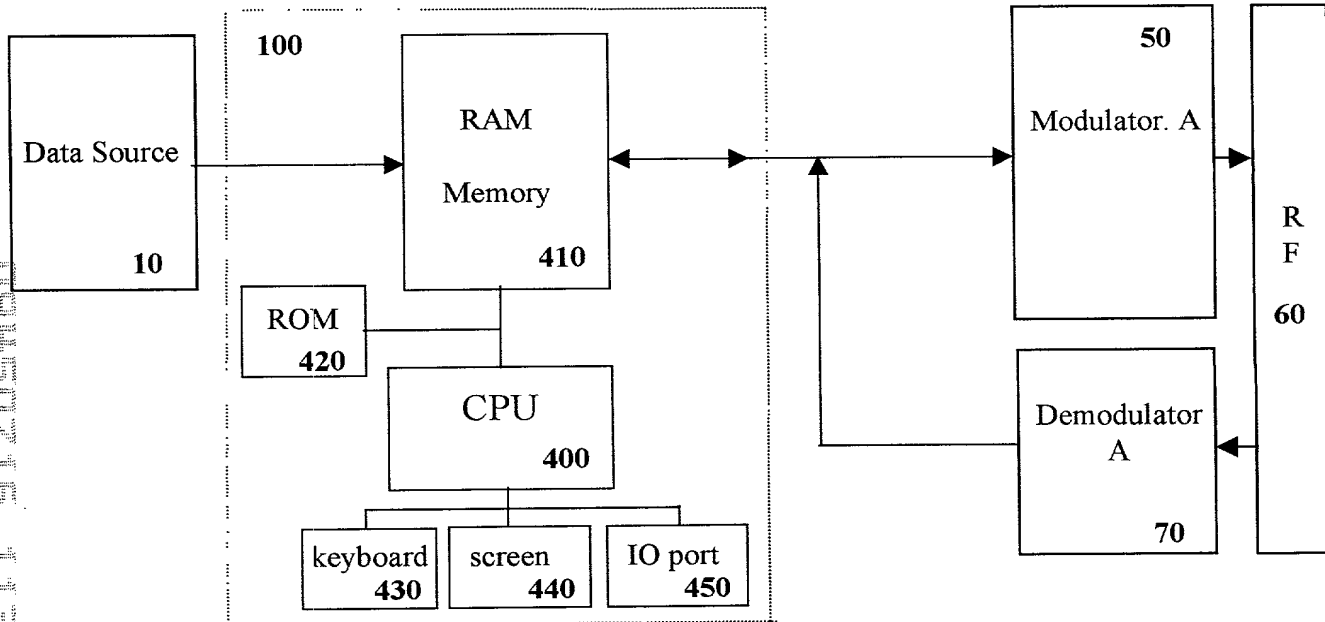 Data Source
10
100
RAM
Memory
410
ROM
420
CPU
400
keyboard
430
screen
440
IO port
450
50
Modulator. A
R
F
60
Demodulator
A
70